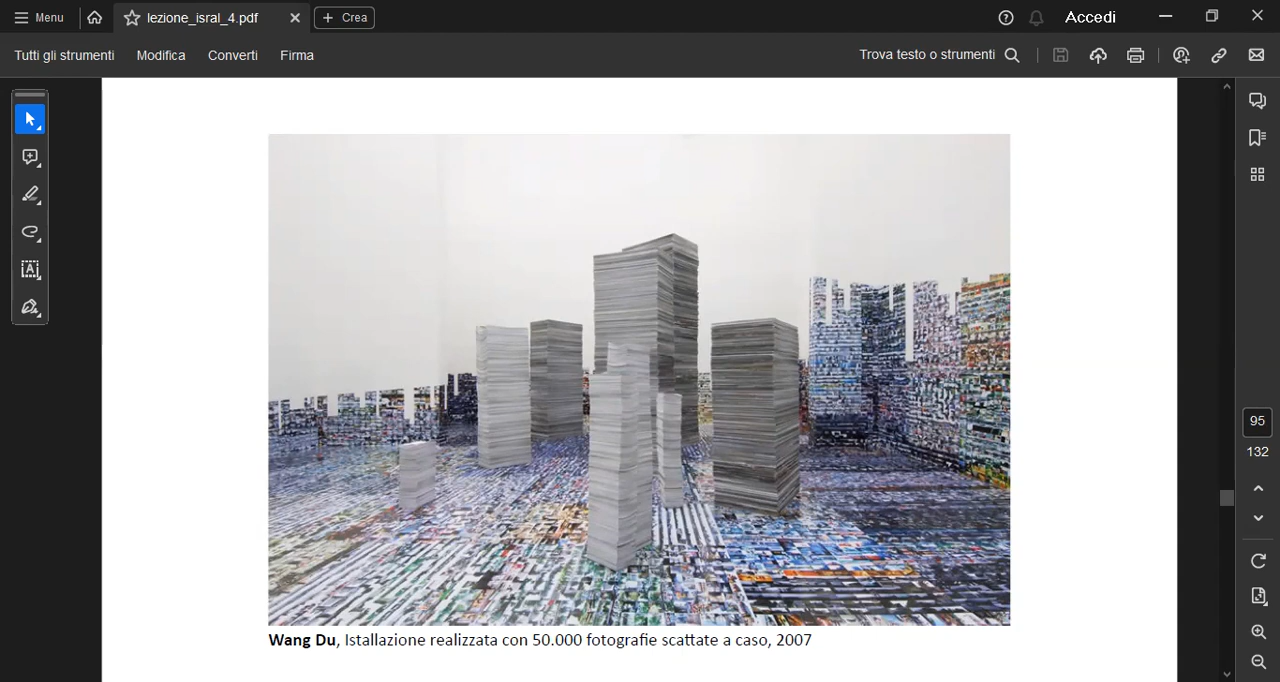 Menu
lezione_isral_4.pdf
Crea
Accedi
Tutti gli strumenti
Modifica
Converti
Firma
Trova testo o strumenti
95
132
Wang Du, Istallazione realizzata con 50.000 fotografie scattate a caso, 2007